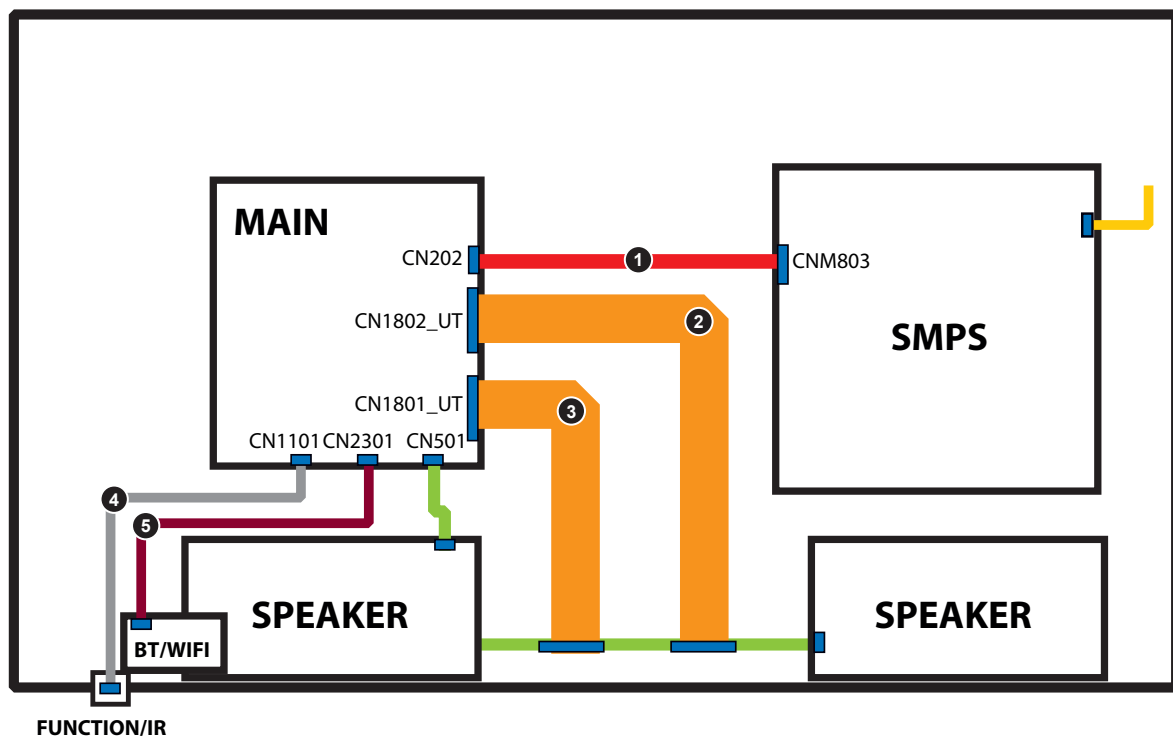 MAIN
CN202
1
CNM803
CN1802_UT
2
SMPS
CN1801_UT
3
CN1101 CN2301 CN501
4
5
SPEAKER
SPEAKER
BT/WIFI
FUNCTION/IR